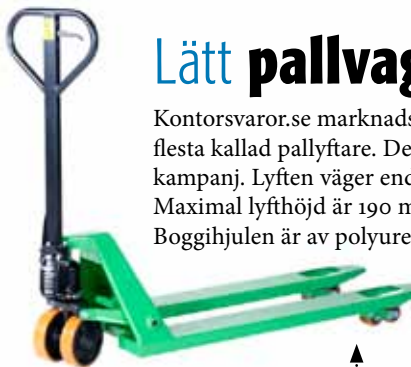 Lätt pallvag
Kontorsvaror.se marknads
flesta kallad pallyftare. De
kampanj. Lyften väger end
Maximal lyfthöjd är 190 m
Boggihjulen är av polyure